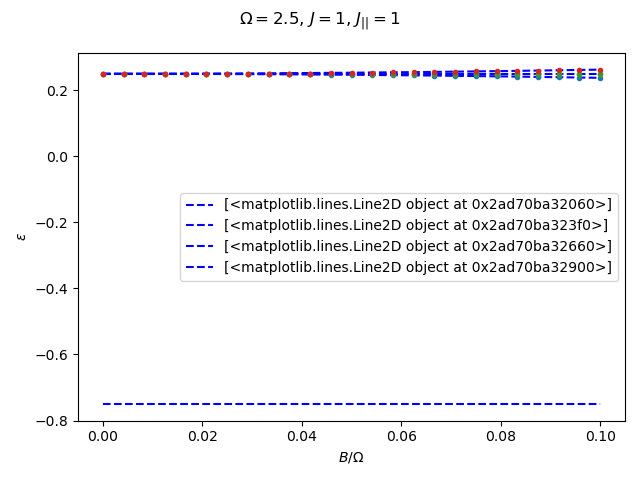 Ω = 2.5, J = 1, J_{||} = 1
0.2
0.0
−0.2
−0.4
−0.6
−0.8
ε
[<matplotlib.lines.Line2D object at 0x2ad70ba32060>]
[<matplotlib.lines.Line2D object at 0x2ad70ba323f0>]
[<matplotlib.lines.Line2D object at 0x2ad70ba32660>]
[<matplotlib.lines.Line2D object at 0x2ad70ba32900>]
0.00 0.02 0.04 0.06 0.08 0.10
B/Ω